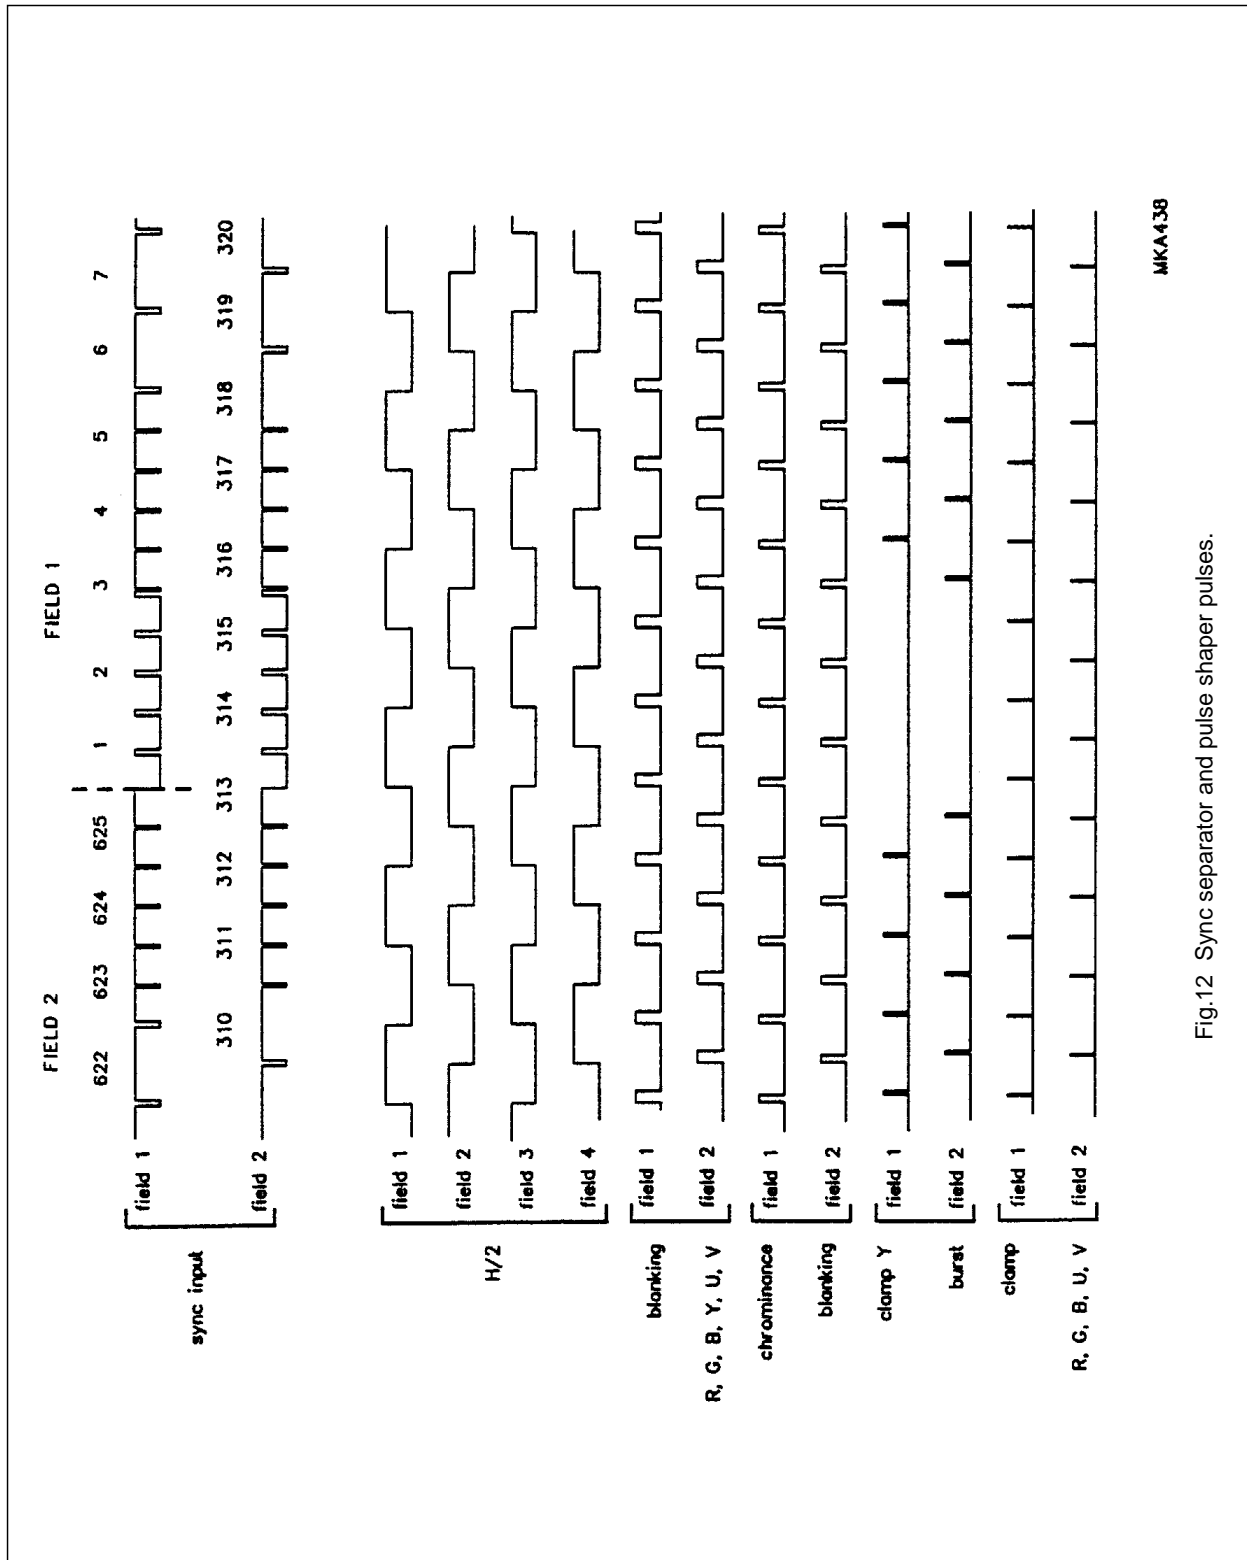 FIELD 2 FIELD 1
622 623 624 625 1 2 3 4 5 6 7
sync input
field 1
field 2
310 311 312 313 314 315 316 317 318 319 320
H/2
field 1
field 2
field 3
field 4
blanking
R, G, B, Y, U, V
field 1
field 2
chrominance
blanking
field 1
field 2
clamp Y
burst
field 1
field 2
clamp
R, G, B, U, V
field 1
field 2
MKA438
Fig.12 Sync separator and pulse shaper pulses.